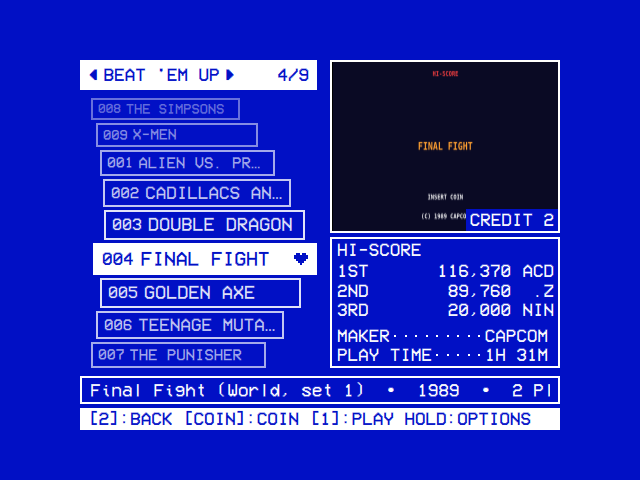 BEAT 'EM UP 4/9
008 THE SIMPSONS
009 X-MEN
001 ALIEN VS. PR…
002 CADILLACS AN…
003 DOUBLE DRAGON
004 FINAL FIGHT
005 GOLDEN AXE
006 TEENAGE MUTA…
007 THE PUNISHER
HI-SCORE
FINAL FIGHT
INSERT COIN
(C) 1989 CAPCO
CREDIT 2
HI-SCORE
1ST 116,370 ACD
2ND 89,760 .Z
3RD 20,000 NIN
MAKER·········CAPCOM
PLAY TIME·····1H 31M
Final Fight (World, set 1) • 1989 • 2 Pl
[2]:BACK [COIN]:COIN [1]:PLAY HOLD:OPTIONS